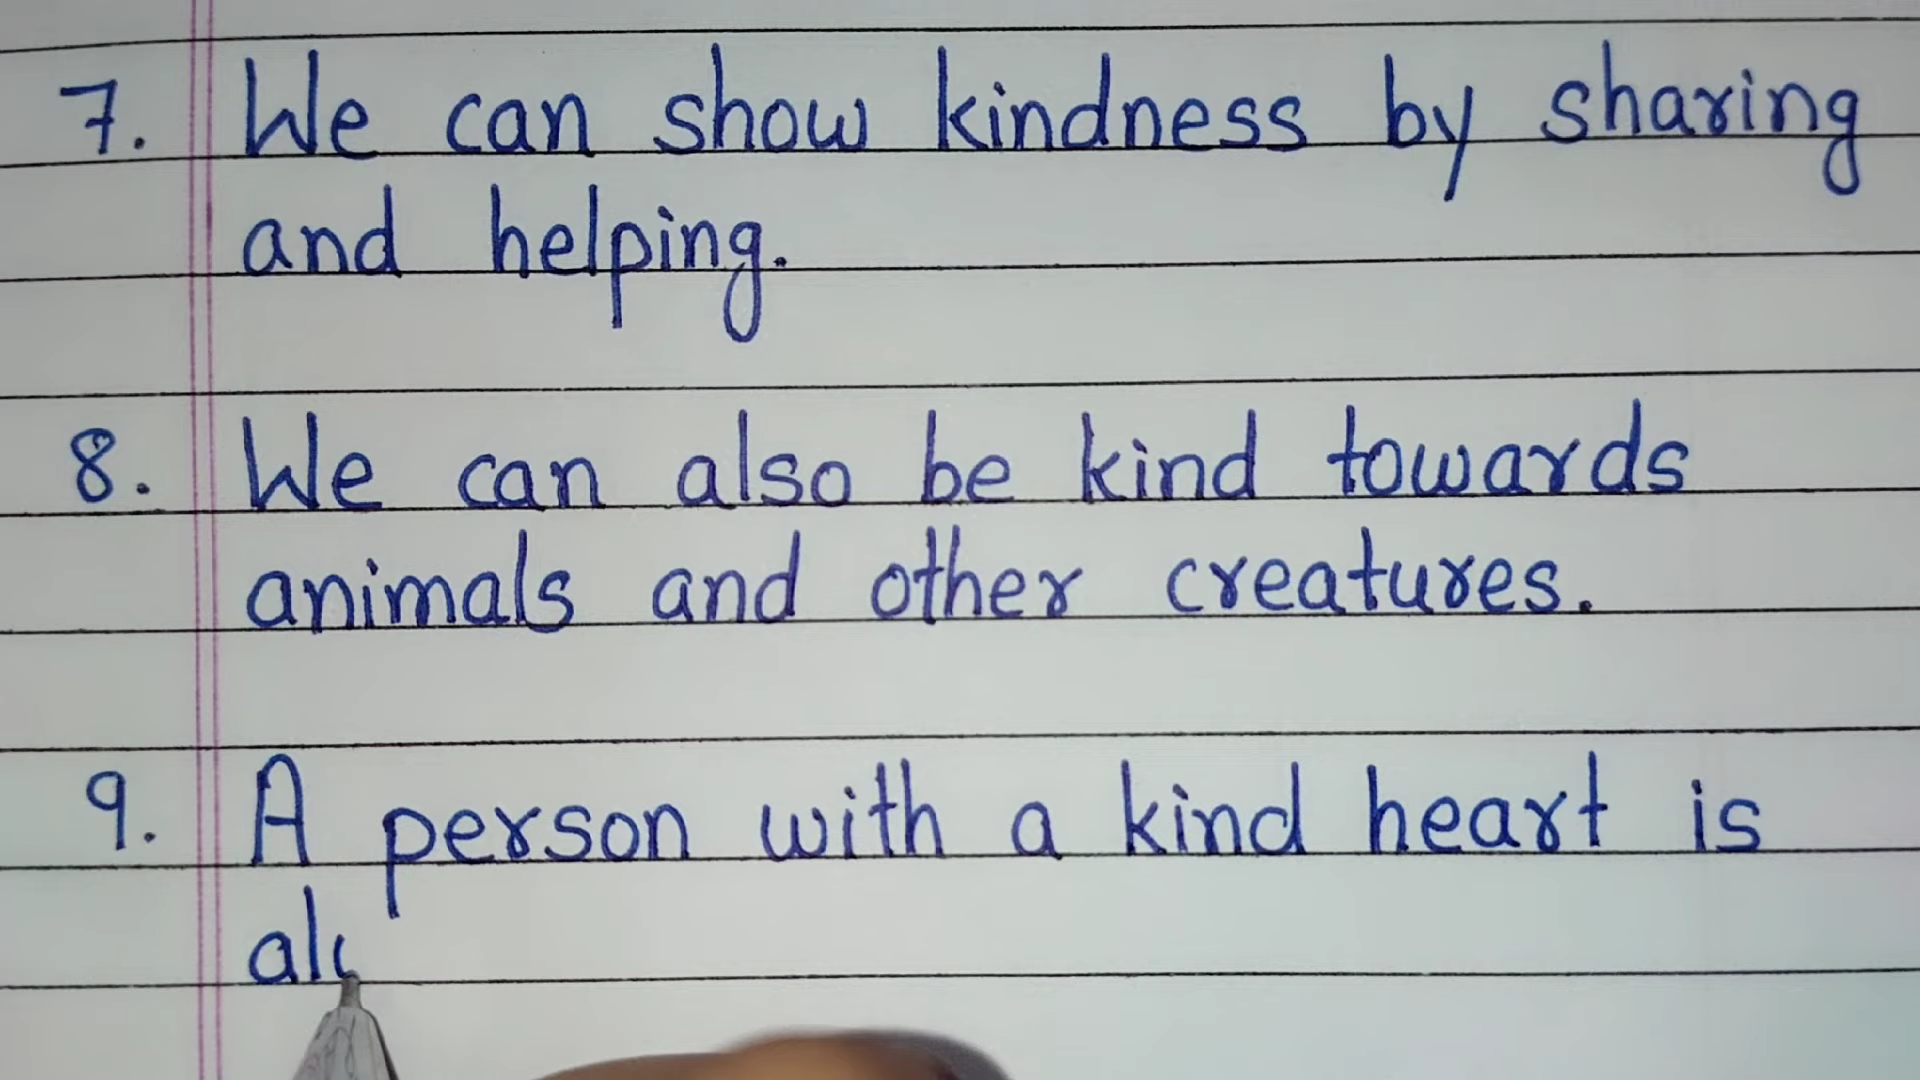 7. We can show kindness by sharing
and helping.
8. We can also be kind towards
animals and other creatures.
9. A person with a kind heart is